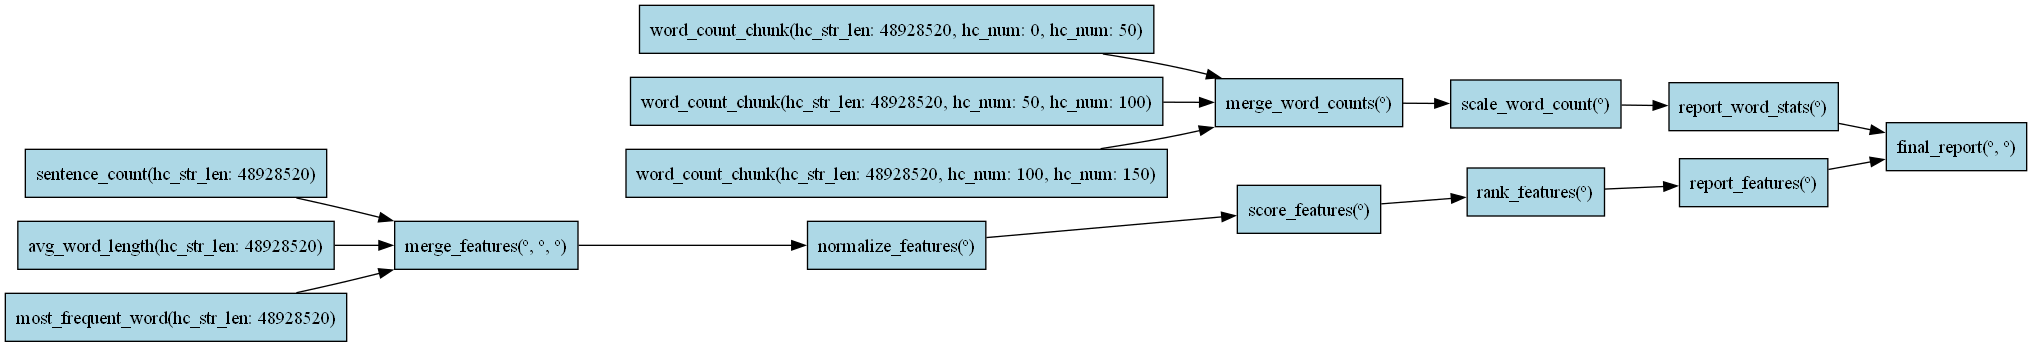 word_count_chunk(hc_str_len: 48928520, hc_num: 0, hc_num: 50)
word_count_chunk(hc_str_len: 48928520, hc_num: 50, hc_num: 100)
merge_word_counts(°)
scale_word_count(°)
report_word_stats(°)
final_report(°, °)
word_count_chunk(hc_str_len: 48928520, hc_num: 100, hc_num: 150)
sentence_count(hc_str_len: 48928520)
avg_word_length(hc_str_len: 48928520)
most_frequent_word(hc_str_len: 48928520)
merge_features(°, °, °)
normalize_features(°)
score_features(°)
rank_features(°)
report_features(°)